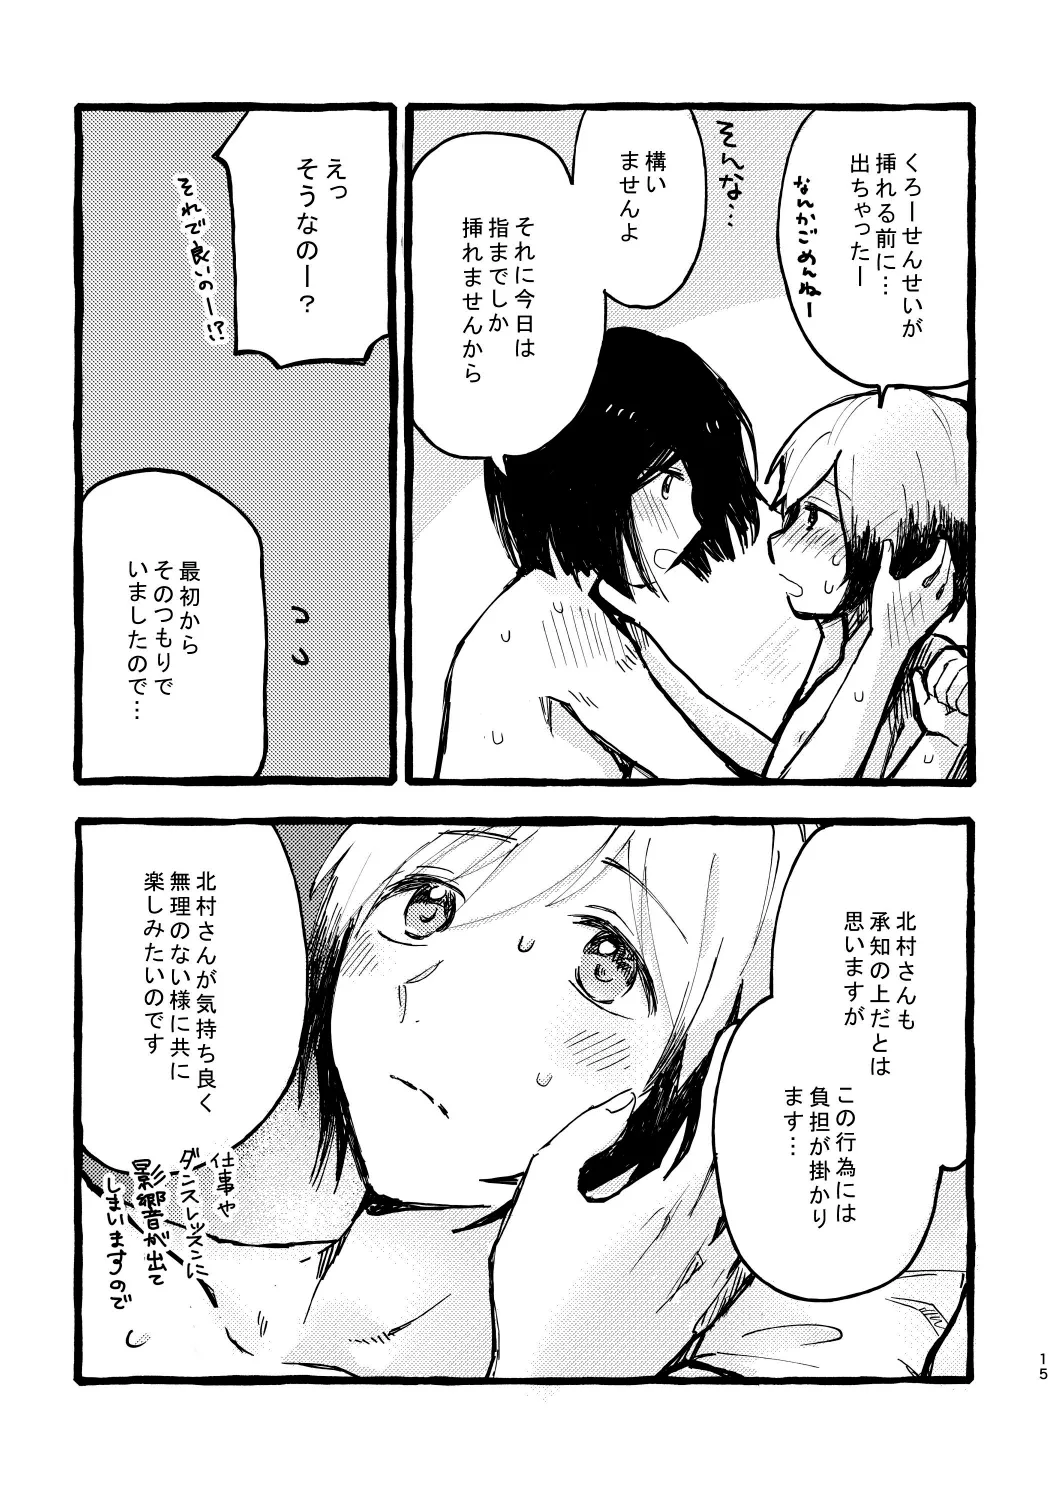 くろーせんせいが
挿れる前に…
出ちゃったー
なんかごめんねー
そんな…
構い
ませんよ
それに今日は
指までしか
挿れませんから
えっ
そうなのー？
それで良いのー!?
最初から
そのつもりで
いましたので…
北村さんも
承知の上だとは
思いますが
この行為には
負担が掛かり
ます…
北村さんが気持ち良く
無理のない様に共に
楽しみたいのです
仕事や
ダンスレッスンに
影響が出て
しまいますので
15